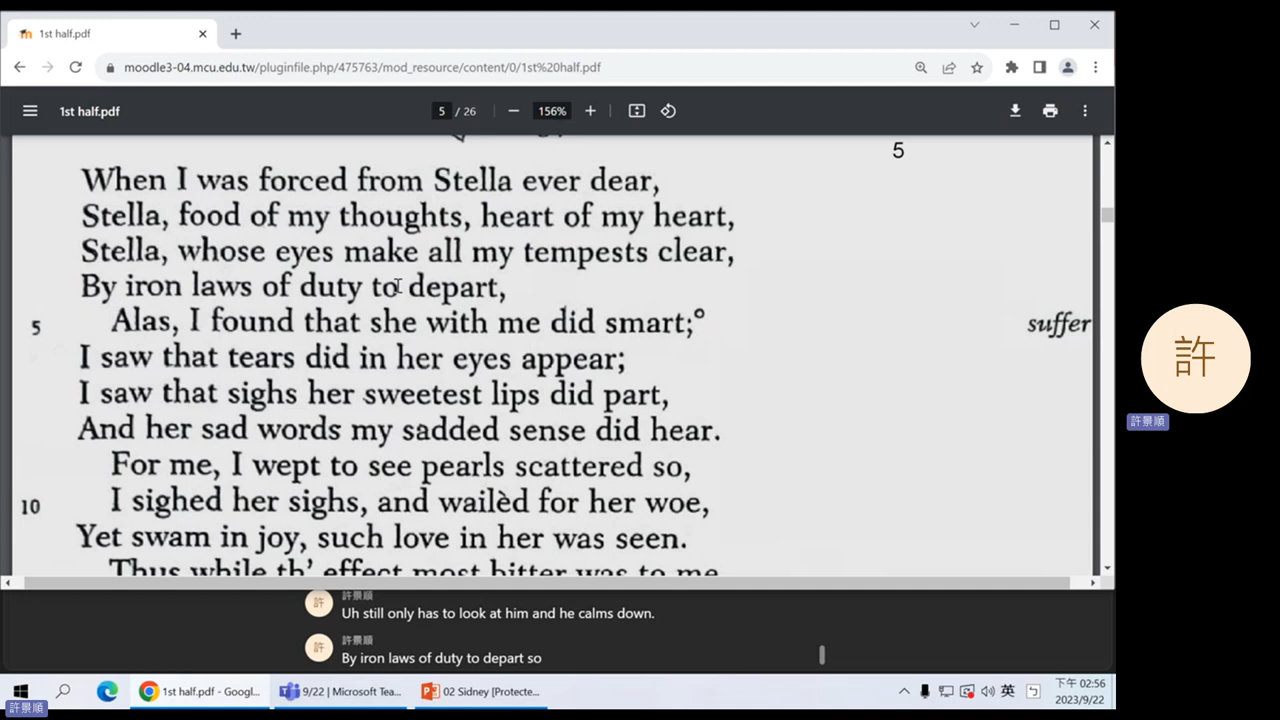 1st half.pdf
moodle3-04.mcu.edu.tw/pluginfile.php/475763/mod_resource/content/0/1st%20half.pdf
1st half.pdf
5 / 26
156%
5
When I was forced from Stella ever dear,
Stella, food of my thoughts, heart of my heart,
Stella, whose eyes make all my tempests clear,
By iron laws of duty to depart,
5 Alas, I found that she with me did smart;° suffer
I saw that tears did in her eyes appear;
I saw that sighs her sweetest lips did part,
And her sad words my sadded sense did hear.
For me, I wept to see pearls scattered so,
10 I sighed her sighs, and wailèd for her woe,
Yet swam in joy, such love in her was seen.
Thus while th' effect most bitter was to me
許
許景順
許 許景順
Uh still only has to look at him and he calms down.
許 許景順
By iron laws of duty to depart so
1st half.pdf - Googl...
9/22 | Microsoft Tea...
02 Sidney [Protecte...
英
下午 02:56
2023/9/22
許景順